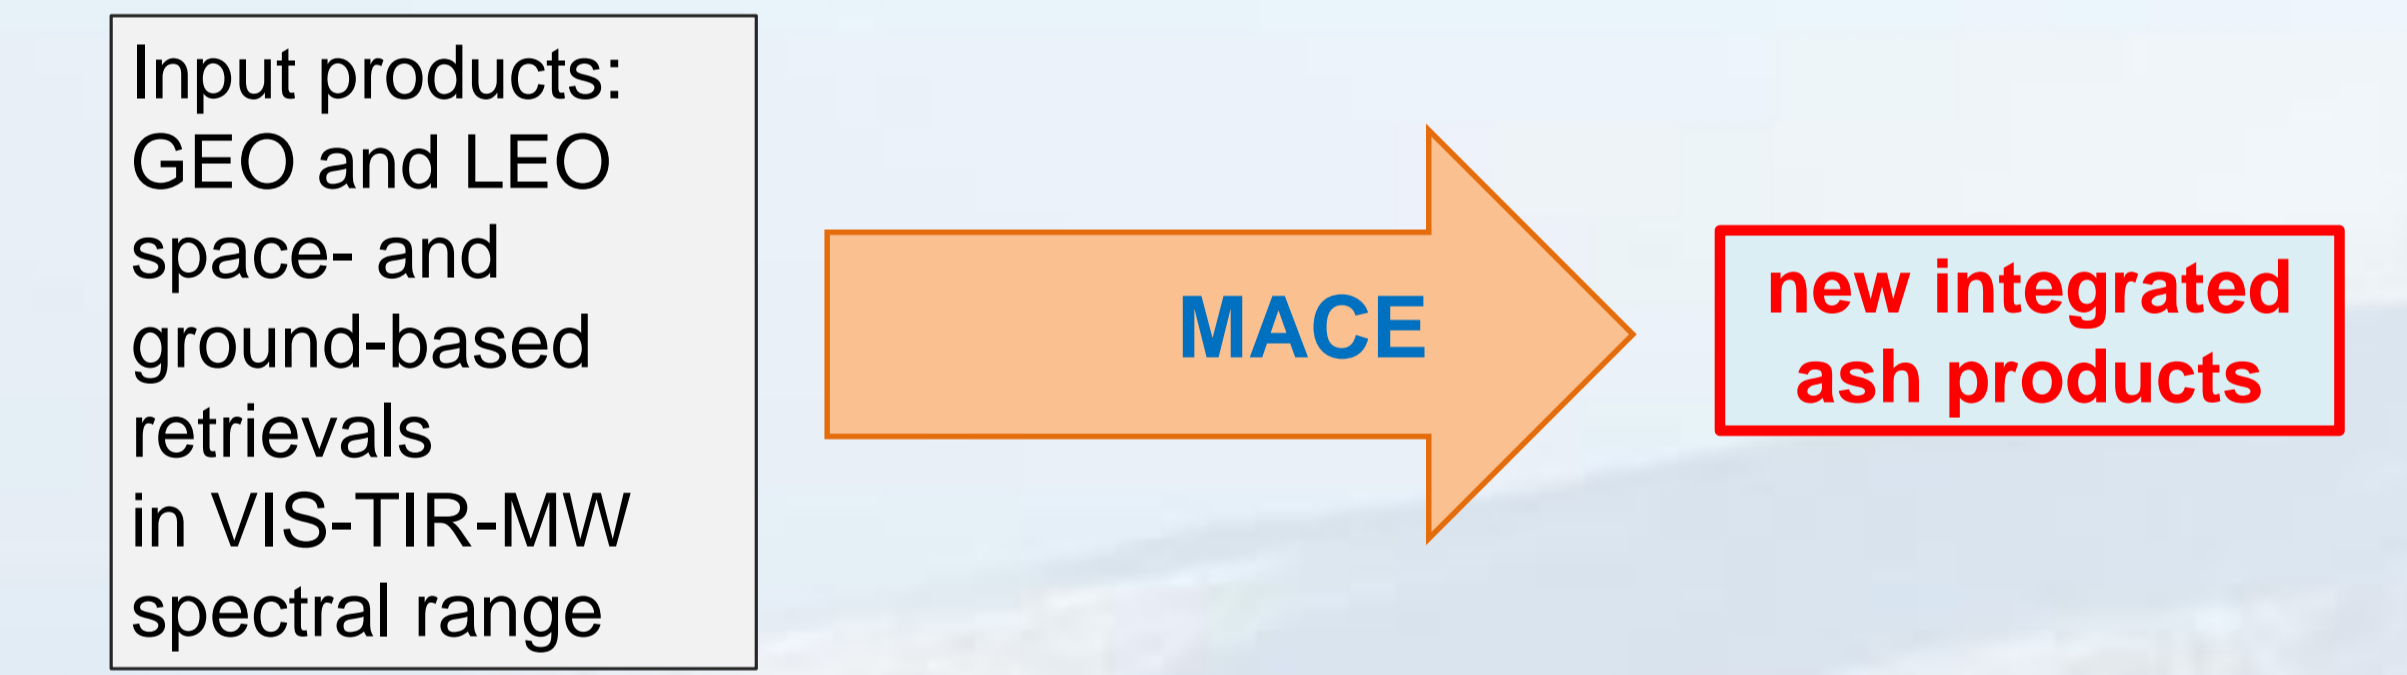 Input products:
GEO and LEO
space- and
ground-based
retrievals
in VIS-TIR-MW
spectral range
MACE
new integrated
ash products